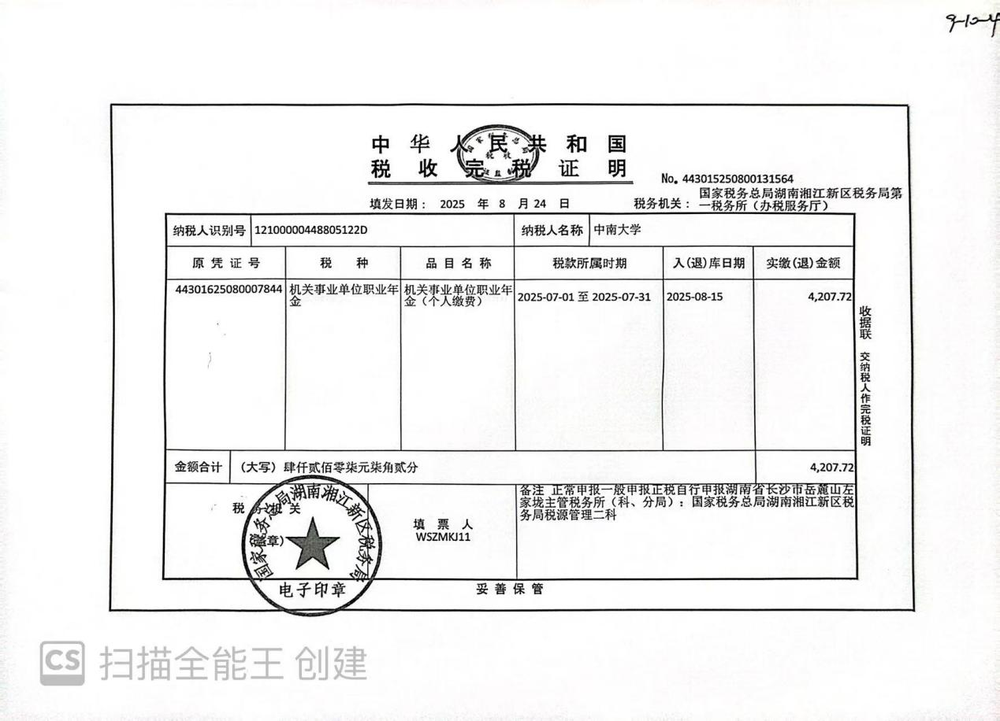 9-10-4
中华人民共和国
税收完税证明
No. 443015250800131564
国家税务总局湖南湘江新区税务局第
填发日期： 2025 年 8 月 24 日 税务机关： 一税务所（办税服务厅）
纳税人识别号 12100000448805122D 纳税人名称 中南大学
原凭证号 税种 品目名称 税款所属时期 入(退)库日期 实缴(退)金额
44301625080007844 机关事业单位职业年 机关事业单位职业年
金 金（个人缴费） 2025-07-01 至 2025-07-31 2025-08-15 4,207.72
收据联 交纳税人作完税证明
金额合计 （大写）肆仟贰佰零柒元柒角贰分 4,207.72
税务机关
（盖章）
国家税务总局湖南湘江新区税务局
电子印章
填票人
WSZMKJ11
备注 正常申报一般申报正税自行申报湖南省长沙市岳麓山左
家垅主管税务所（科、分局）：国家税务总局湖南湘江新区税
务局税源管理二科
妥善保管
CS 扫描全能王 创建